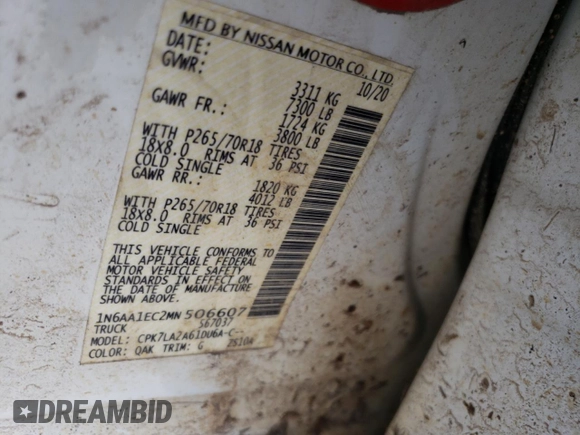 MFD BY NISSAN MOTOR CO., LTD.
DATE: 10/20
GVWR: 3311 KG
7300 LB
GAWR FR.: 1724 KG
3800 LB
WITH P265/70R18 TIRES
18X8.0 RIMS AT 36 PSI
COLD SINGLE
GAWR RR.: 1820 KG
4012 LB
WITH P265/70R18 TIRES
18X8.0 RIMS AT 36 PSI
COLD SINGLE
THIS VEHICLE CONFORMS TO
ALL APPLICABLE FEDERAL
MOTOR VEHICLE SAFETY
STANDARDS IN EFFECT ON
THE DATE OF MANUFACTURE
SHOWN ABOVE.
1N6AA1EC2MN506607
TRUCK S67037
MODEL: CPK7LA2A61DU6A-C--
COLOR: QAK TRIM: G 2510A
DREAMBID